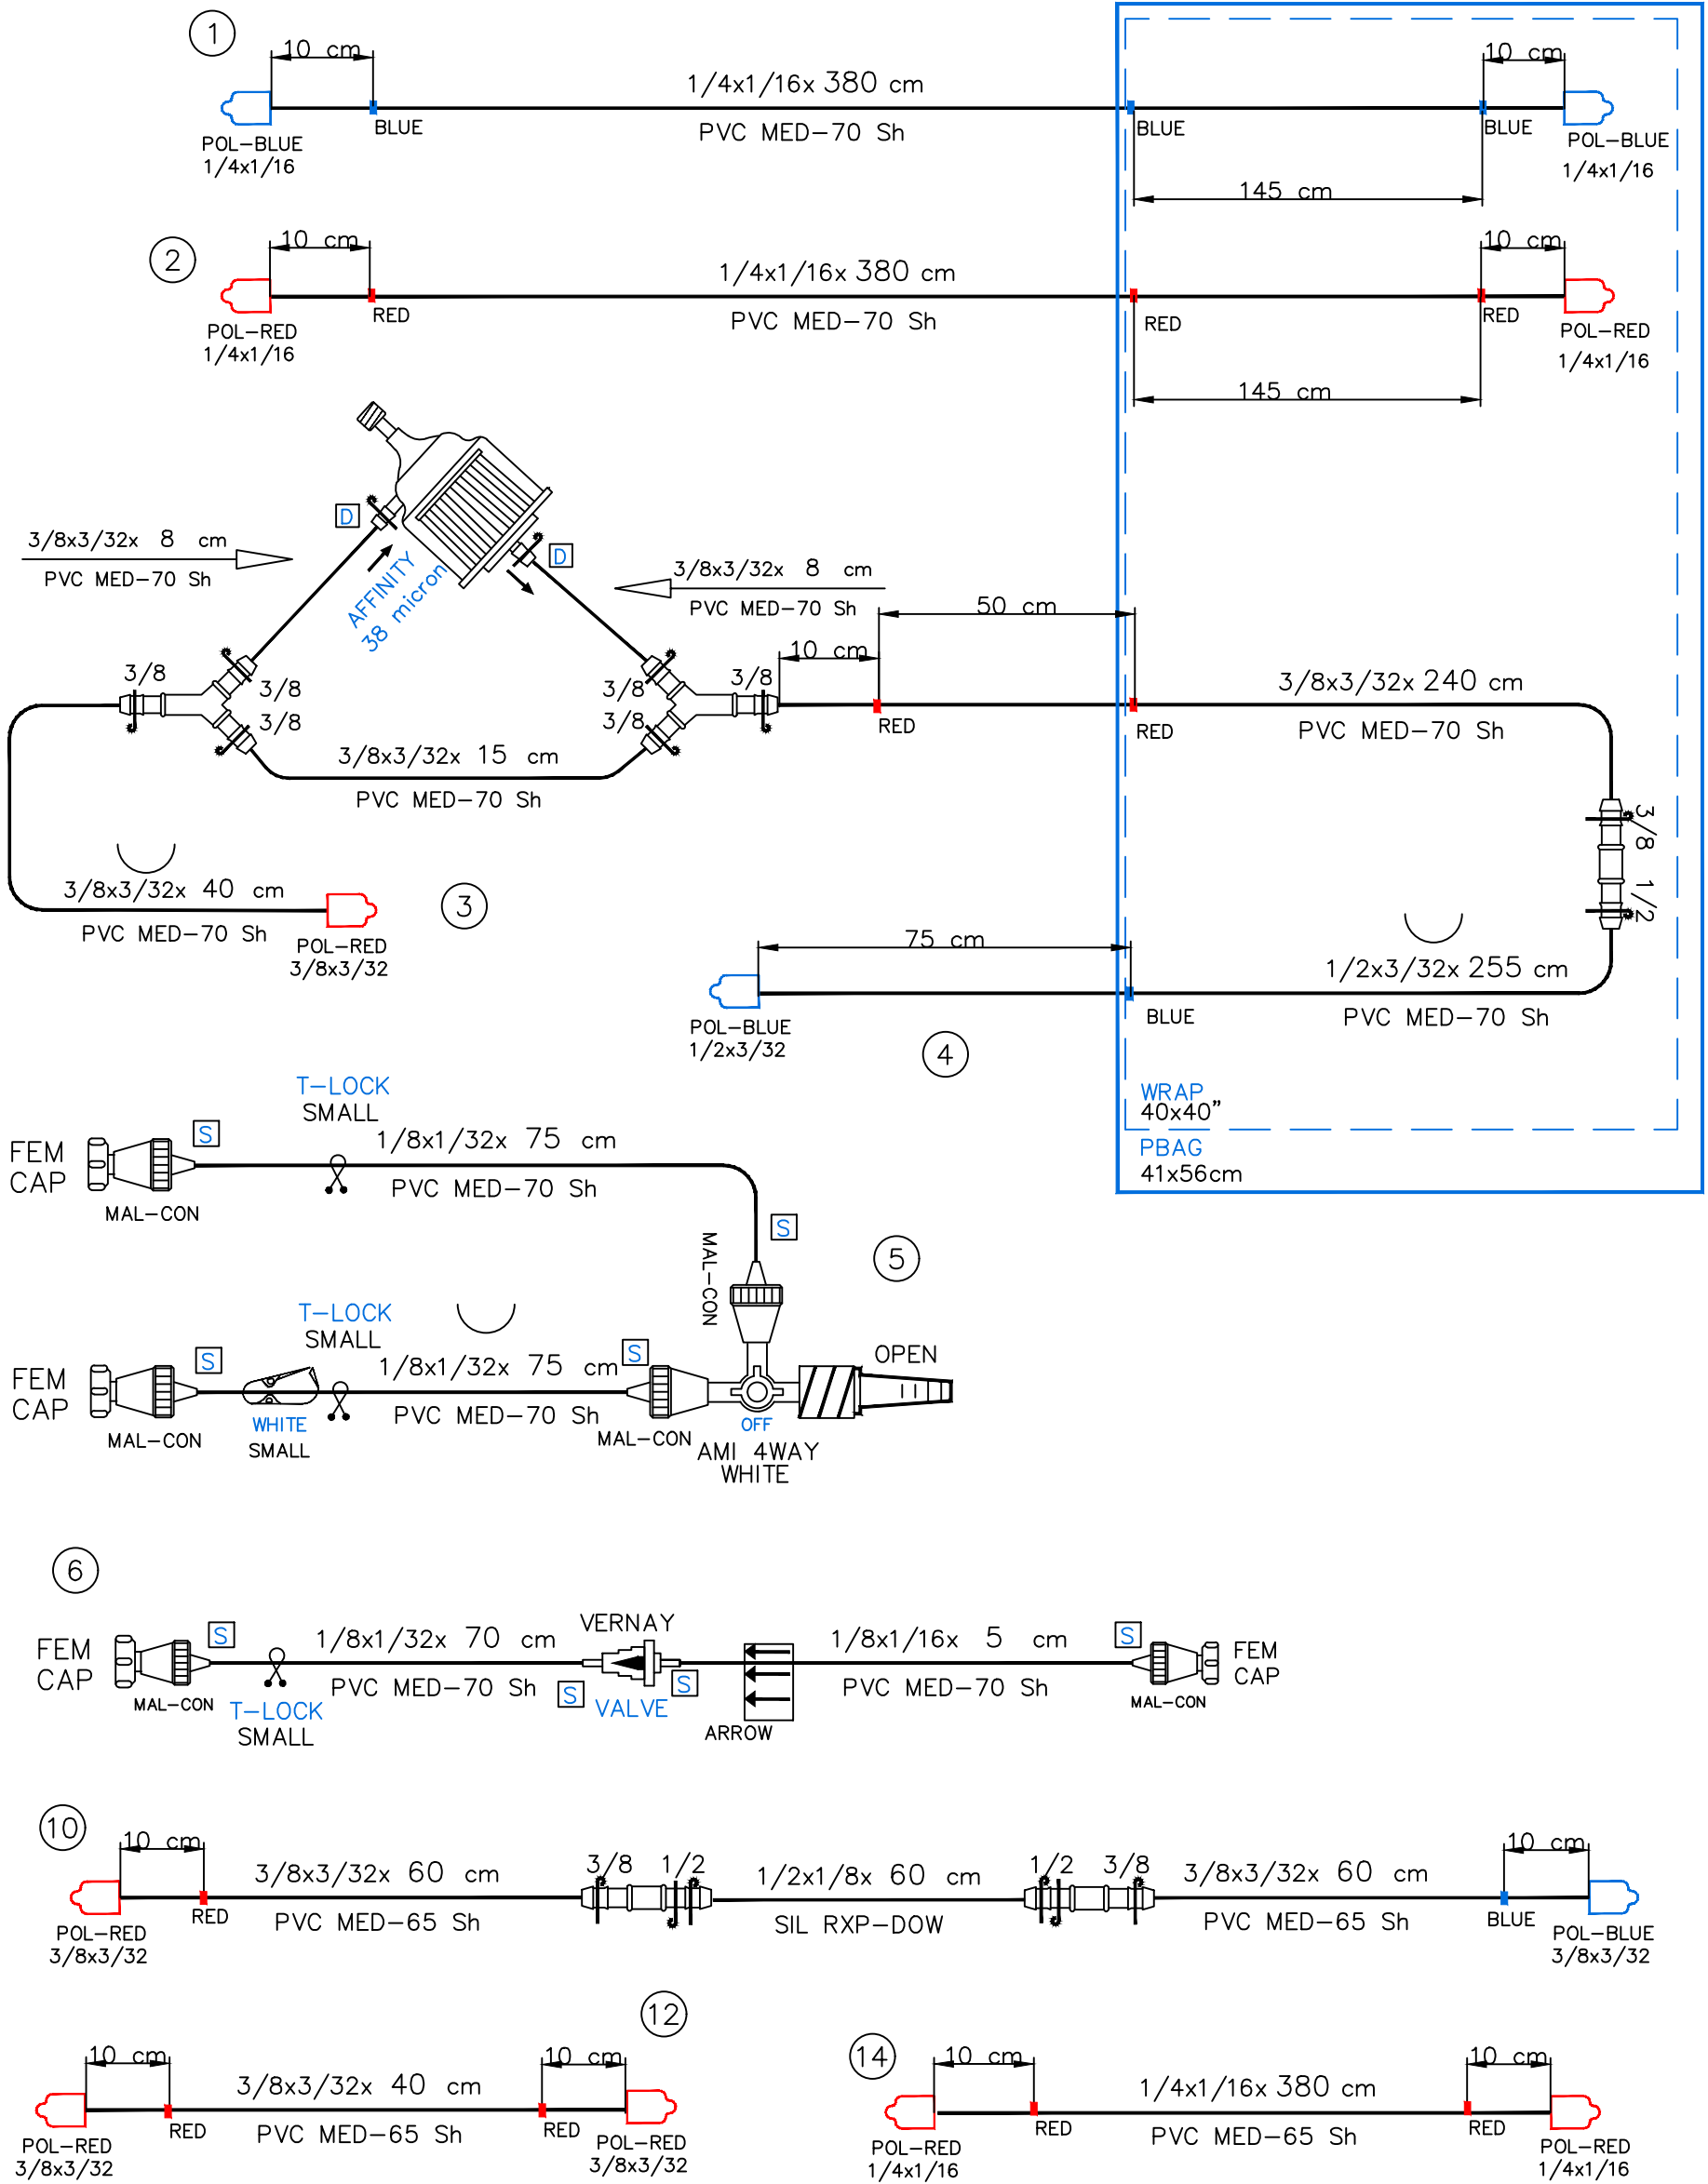 1
10 cm
1/4x1/16x 380 cm
10 cm
BLUE
PVC MED-70 Sh
BLUE
BLUE
POL-BLUE
1/4x1/16
POL-BLUE
1/4x1/16
145 cm
2
10 cm
1/4x1/16x 380 cm
10 cm
RED
PVC MED-70 Sh
RED
RED
POL-RED
1/4x1/16
POL-RED
1/4x1/16
145 cm
D
D
3/8x3/32x 8 cm
PVC MED-70 Sh
AFFINITY
38 micron
3/8x3/32x 8 cm
PVC MED-70 Sh
50 cm
10 cm
3/8
3/8
3/8
3/8
3/8
3/8
RED
RED
3/8x3/32x 240 cm
PVC MED-70 Sh
3/8x3/32x 15 cm
PVC MED-70 Sh
3/8
1/2
3/8x3/32x 40 cm
PVC MED-70 Sh
POL-RED
3/8x3/32
3
75 cm
1/2x3/32x 255 cm
PVC MED-70 Sh
BLUE
POL-BLUE
1/2x3/32
4
WRAP
40x40"
PBAG
41x56cm
T-LOCK
SMALL
FEM
CAP
S
1/8x1/32x 75 cm
PVC MED-70 Sh
MAL-CON
S
MAL-CON
5
T-LOCK
SMALL
FEM
CAP
S
1/8x1/32x 75 cm
PVC MED-70 Sh
S
OPEN
MAL-CON
WHITE
SMALL
MAL-CON
OFF
AMI 4WAY
WHITE
6
FEM
CAP
S
1/8x1/32x 70 cm
PVC MED-70 Sh
VERNAY
1/8x1/16x 5 cm
PVC MED-70 Sh
S
FEM
CAP
MAL-CON
T-LOCK
SMALL
S
VALVE
S
ARROW
MAL-CON
10
10 cm
3/8x3/32x 60 cm
PVC MED-65 Sh
3/8
1/2
1/2x1/8x 60 cm
SIL RXP-DOW
1/2
3/8
3/8x3/32x 60 cm
PVC MED-65 Sh
10 cm
RED
BLUE
POL-RED
3/8x3/32
POL-BLUE
3/8x3/32
12
10 cm
3/8x3/32x 40 cm
PVC MED-65 Sh
10 cm
RED
RED
POL-RED
3/8x3/32
POL-RED
3/8x3/32
14
10 cm
1/4x1/16x 380 cm
PVC MED-65 Sh
10 cm
RED
RED
POL-RED
1/4x1/16
POL-RED
1/4x1/16